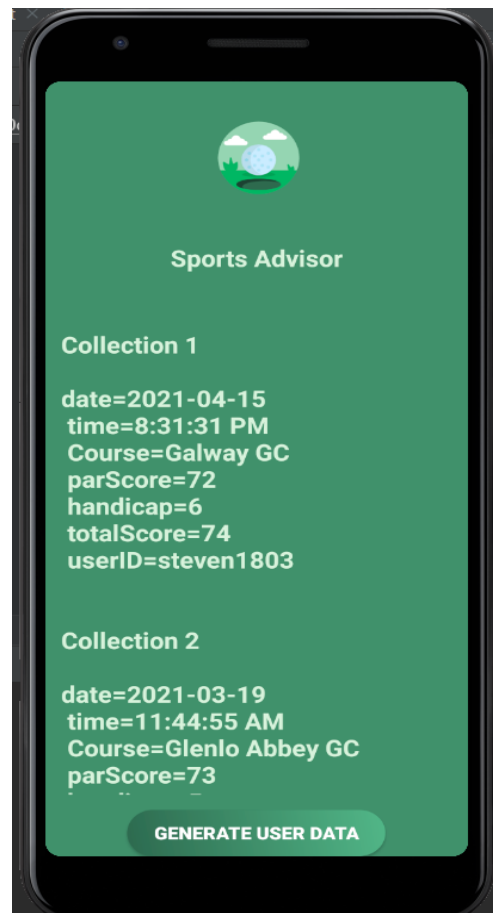 Sports Advisor
Collection 1
date=2021-04-15
time=8:31:31 PM
Course=Galway GC
parScore=72
handicap=6
totalScore=74
userID=steven1803
Collection 2
date=2021-03-19
time=11:44:55 AM
Course=Glenlo Abbey GC
parScore=73
GENERATE USER DATA